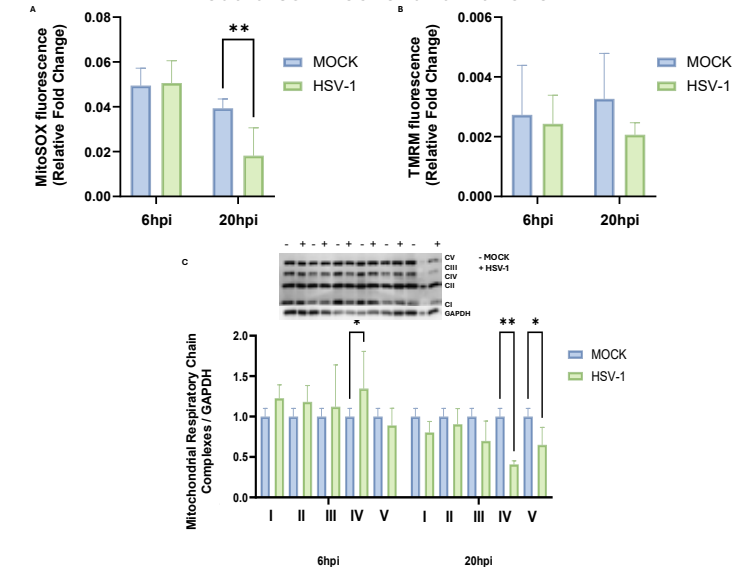 A
MitoSOX fluorescence
(Relative Fold Change)
0.08
0.06
0.04
0.02
0.00
**
6hpi
20hpi
MOCK
HSV-1
B
TMRM fluorescence
(Relative Fold Change)
0.006
0.004
0.002
0.000
6hpi
20hpi
MOCK
HSV-1
C
- + - + - + - + - + - +
CV
CIII
CIV
CII
CI
GAPDH
- MOCK
+ HSV-1
Mitochondrial Respiratory Chain
Complexes / GAPDH
2.0
1.5
1.0
0.5
0.0
* ** *
I II III IV V I II III IV V
6hpi 20hpi
MOCK
HSV-1